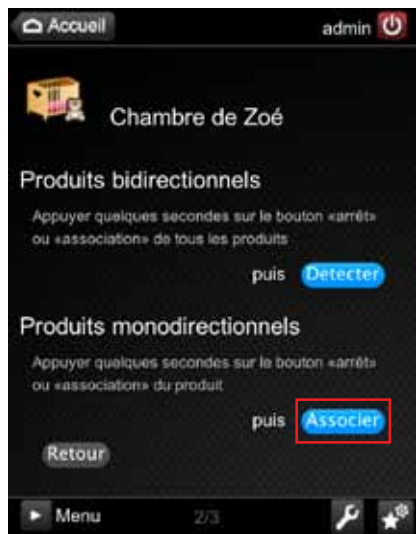 Accueil admin
Chambre de Zoé
Produits bidirectionnels
Appuyer quelques secondes sur le bouton «arrêt»
ou «association» de tous les produits
puis Detecter
Produits monodirectionnels
Appuyer quelques secondes sur le bouton «arrêt»
ou «association» du produit
puis Associer
Retour
Menu 2/3